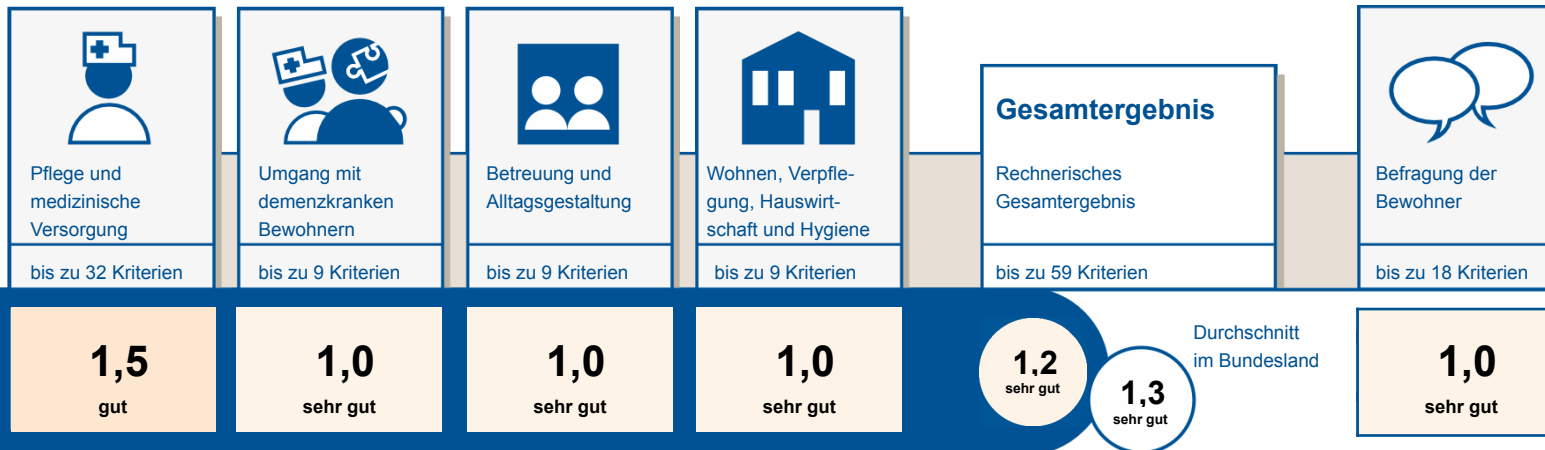 Pflege und
medizinische
Versorgung
bis zu 32 Kriterien
1,5
gut
Umgang mit
demenzkranken
Bewohnern
bis zu 9 Kriterien
1,0
sehr gut
Betreuung und
Alltagsgestaltung
bis zu 9 Kriterien
1,0
sehr gut
Wohnen, Verpfle-
gung, Hauswirt-
schaft und Hygiene
bis zu 9 Kriterien
1,0
sehr gut
Gesamtergebnis
Rechnerisches
Gesamtergebnis
bis zu 59 Kriterien
1,2
sehr gut
Durchschnitt
im Bundesland
1,3
sehr gut
Befragung der
Bewohner
bis zu 18 Kriterien
1,0
sehr gut